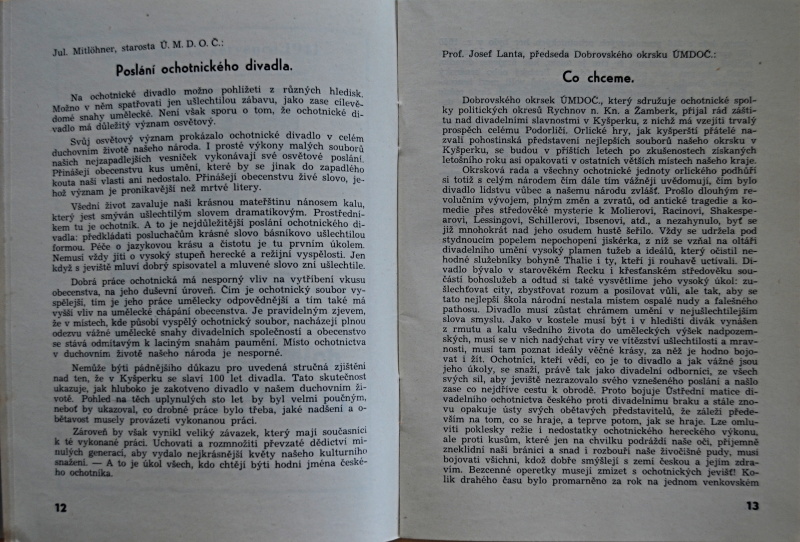 Jul. Mitlöhner, starosta Ú. M. D. O. Č.:
Poslání ochotnického divadla.
Na ochotnické divadlo možno pohlížeti z různých hledisk.
Možno v něm spatřovati jen ušlechtilou zábavu, jako zase cílevě-
domé snahy umělecké. Není však sporu o tom, že ochotnické di-
vadlo má důležitý význam osvětový.
Svůj osvětový význam prokázalo ochotnické divadlo v celém
duchovním životě našeho národa. I prosté výkony malých souborů
našich nejzapadlejších vesniček vykonávají své osvětové poslání.
Přinášejí obecenstvu kus umění, které by se jinak do zapadlého
kouta naší vlasti ani nedostalo. Přinášejí obecenstvu živé slovo, je-
hož význam je pronikavější než mrtvé litery.
Všední život zavaluje naši krásnou mateřštinu nánosem kalu,
který jest smýván ušlechtilým slovem dramatikovým. Prostřední-
kem tu je ochotník. A to je nejdůležitější poslání ochotnického di-
vadla: předkládati posluchačům krásné slovo básníkovo ušlechtilou
formou. Péče o jazykovou krásu a čistotu je tu prvním úkolem.
Nemusí vždy jíti o vysoký stupeň herecké a režijní vyspělosti. Jen
když s jeviště mluví dobrý spisovatel a mluvené slovo zní ušlechtile.
Dobrá práce ochotnická má nesporný vliv na vytříbení vkusu
obecenstva, na jeho duševní úroveň. Čím je ochotnický soubor vy-
spělejší, tím je jeho práce umělecky odpovědnější a tím také má
vyšší vliv na umělecké chápání obecenstva. Je pravidelným zjevem,
že v místech, kde působí vyspělý ochotnický soubor, nacházejí plnou
odezvu vážné umělecké snahy divadelních společností a obecenstvo
se stává odmítavým k laciným snahám paumění. Místo ochotnictva
v duchovním životě našeho národa je nesporné.
Nemůže býti pádnějšího důkazu pro uvedená stručná zjištění
nad ten, že v Kyšperku se slaví 100 let divadla. Tato skutečnost
ukazuje, jak hluboko je zakotveno divadlo v našem duchovním ži-
votě. Pohled na těch uplynulých sto let by byl velmi poučným,
neboť by ukazoval, co drobné práce bylo třeba, jaké nadšení a o-
bětavost musely provázeti vykonanou práci.
Zároveň by však vynikl veliký závazek, který mají současníci
k té vykonané práci. Uchovati a rozmnožiti převzaté dědictví mi-
nulých generací, aby vydalo nejkrásnější květy našeho kulturního
snažení. — A to je úkol všech, kdo chtějí býti hodni jména české-
ho ochotníka.
12
Prof. Josef Lanta, předseda Dobrovského okrsku ÚMDOČ.:
Co chceme.
Dobrovského okrsek ÚMDOČ., který sdružuje ochotnické spol-
ky politických okresů Rychnov n. Kn. a Žamberk, přijal rád zášti-
tu nad divadelními slavnostmi v Kyšperku, z nichž má vzejíti trvalý
prospěch celému Podorličí. Orlické hry, jak kyšperští přátelé na-
zvali pohostinská představení nejlepších souborů našeho okrsku v
Kyšperku, se budou v příštích letech po zkušenostech získaných
letošního roku asi opakovati v ostatních větších místech našeho kraje.
Okrsková rada a všechny ochotnické jednoty orlického podhůří
si totiž s celým národem čím dále tím vážněji uvědomují, čím bylo
divadlo lidstvu vůbec a našemu národu zvlášť. Prošlo dlouhým re-
volučním vývojem, plným změn a zvratů, od antické tragedie a ko-
medie přes středověké mysterie k Molierovi, Racinovi, Shakespe-
arovi, Lessingovi, Schillerovi, Ibsenovi, atd., a nezahynulo, byť se
již mnohokrát nad jeho osudem hustě šeřilo. Vždy se udržela pod
stydnoucím popelem nepochopení jiskérka, z níž se vzňal na oltáři
divadelního umění vysoký plamen tužeb a ideálů, který očistil ne-
hodné služebníky bohyně Thalie i ty, kteří ji rouhavě uctívali. Di-
vadlo bývalo v starověkém Řecku i křesťanském středověku sou-
částí bohoslužeb a odtud si také vysvětlíme jeho vysoký úkol: zu-
šlechťovat city, zbystřovat rozum a posilovat vůli, ale tak, aby se
tato nejlepší škola národní nestala místem ospalé nudy a falešného
pathosu. Divadlo musí zůstat chrámem umění v nejušlechtilejším
slova smyslu. Jako v kostele musí být i v hledišti divák vynášen
z rmutu a kalu všedního života do uměleckých výšek nadpozem-
ských, musí se v nich nadýchat víry ve vítězství ušlechtilosti a mrav-
nosti, musí tam poznat ideály věčné krásy, za něž je hodno bojo-
vat i žít. Ochotníci, kteří vědí, co je to divadlo a jak vážné jsou
jeho úkoly, se snaží, právě tak jako divadelní odborníci, ze všech
svých sil, aby jeviště nezrazovalo svého vznešeného poslání a našlo
zase co nejdříve cestu k obrodě. Proto bojuje Ústřední matice di-
vadelního ochotnictva českého proti divadelnímu braku a stále zno-
vu opakuje ústy svých obětavých představitelů, že záleží přede-
vším na tom, co se hraje, a teprve potom, jak se hraje. Lze omlu-
viti poklesky režie i nedostatky ochotnického hereckého výkonu,
ale proti kusům, které jen na chvilku podráždí naše oči, příjemně
zneklidní naši bránici a snad i rozbouří naše živočišné pudy, musí
bojovati všichni, kdož dobře smýšlejí s zemí českou a jejím zdra-
vím. Bezcenné operetky musejí zmizeti s ochotnických jevišť! Ko-
lik drahého času bylo promarněno za rok na jednom venkovském
13